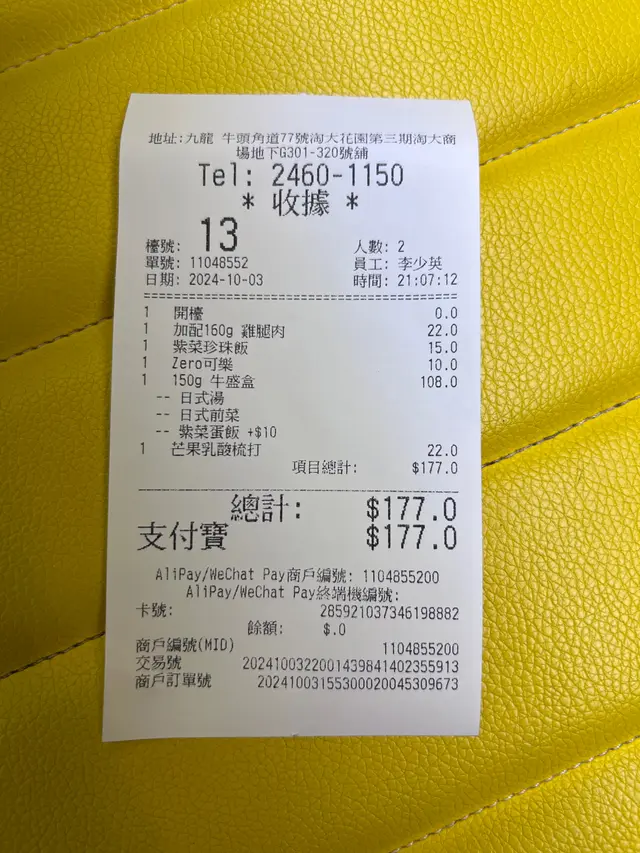 地址:九龍 牛頭角道77號淘大花園第三期淘大商
場地下G301-320號舖
Tel: 2460-1150
* 收據 *
檯號: 13 人數: 2
單號: 11048552 員工: 李少英
日期: 2024-10-03 時間: 21:07:12
1 開檯 0.0
1 加配160g 雞腿肉 22.0
1 紫菜珍珠飯 15.0
1 Zero可樂 10.0
1 150g 牛盛盒 108.0
-- 日式湯
-- 日式前菜
-- 紫菜蛋飯 +$10
1 芒果乳酸梳打 22.0
項目總計: $177.0
總計: $177.0
支付寶 $177.0
AliPay/WeChat Pay商戶編號: 1104855200
AliPay/WeChat Pay終端機編號:
卡號: 285921037346198882
餘額: $.0
商戶編號(MID) 1104855200
交易號 2024100322001439841402355913
商戶訂單號 20241003155300020045309673